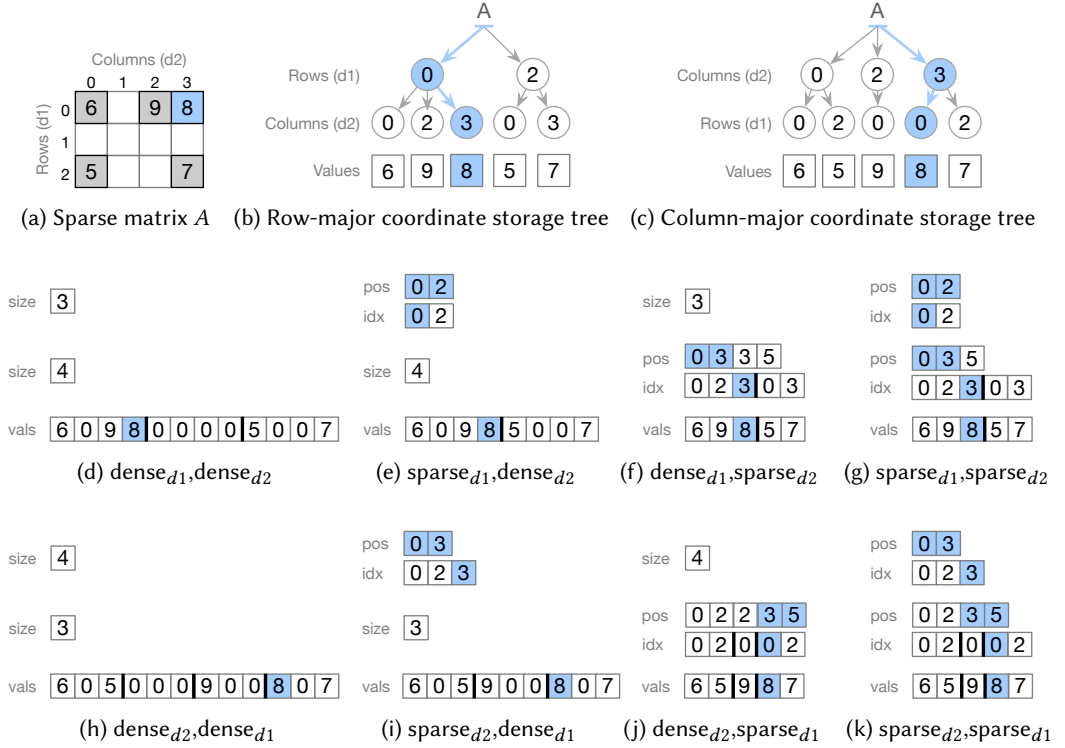 A
Columns (d2)
0 1 2 3
Rows (d1)
0 6 9 8
1
2 5 7
Rows (d1) 0 2
Columns (d2) 0 2 3 0 3
Values 6 9 8 5 7
A
Columns (d2) 0 2 3
Rows (d1) 0 2 0 0 2
Values 6 5 9 8 7
(a) Sparse matrix A
(b) Row-major coordinate storage tree
(c) Column-major coordinate storage tree
size 3
size 4
vals 6 0 9 8 0 0 0 0 5 0 0 7
(d) dense_d1,dense_d2
pos 0 2
idx 0 2
size 4
vals 6 0 9 8 5 0 0 7
(e) sparse_d1,dense_d2
size 3
pos 0 3 3 5
idx 0 2 3 0 3
vals 6 9 8 5 7
(f) dense_d1,sparse_d2
pos 0 2
idx 0 2
pos 0 3 5
idx 0 2 3 0 3
vals 6 9 8 5 7
(g) sparse_d1,sparse_d2
size 4
size 3
vals 6 0 5 0 0 0 9 0 0 8 0 7
(h) dense_d2,dense_d1
pos 0 3
idx 0 2 3
size 3
vals 6 0 5 9 0 0 8 0 7
(i) sparse_d2,dense_d1
size 4
pos 0 2 2 3 5
idx 0 2 0 0 2
vals 6 5 9 8 7
(j) dense_d2,sparse_d1
pos 0 3
idx 0 2 3
pos 0 2 3 5
idx 0 2 0 0 2
vals 6 5 9 8 7
(k) sparse_d2,sparse_d1